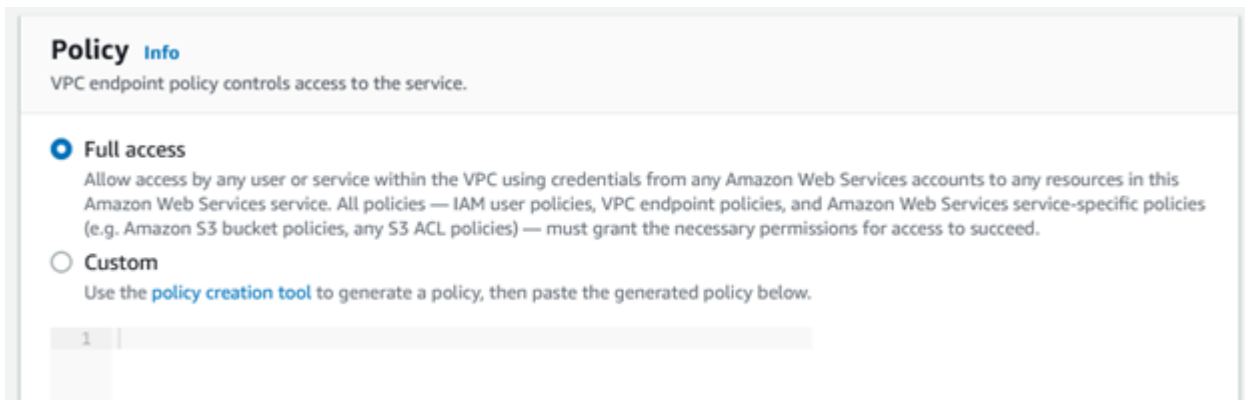 Policy Info
VPC endpoint policy controls access to the service.
Full access
Allow access by any user or service within the VPC using credentials from any Amazon Web Services accounts to any resources in this
Amazon Web Services service. All policies — IAM user policies, VPC endpoint policies, and Amazon Web Services service-specific policies
(e.g. Amazon S3 bucket policies, any S3 ACL policies) — must grant the necessary permissions for access to succeed.
Custom
Use the policy creation tool to generate a policy, then paste the generated policy below.
1